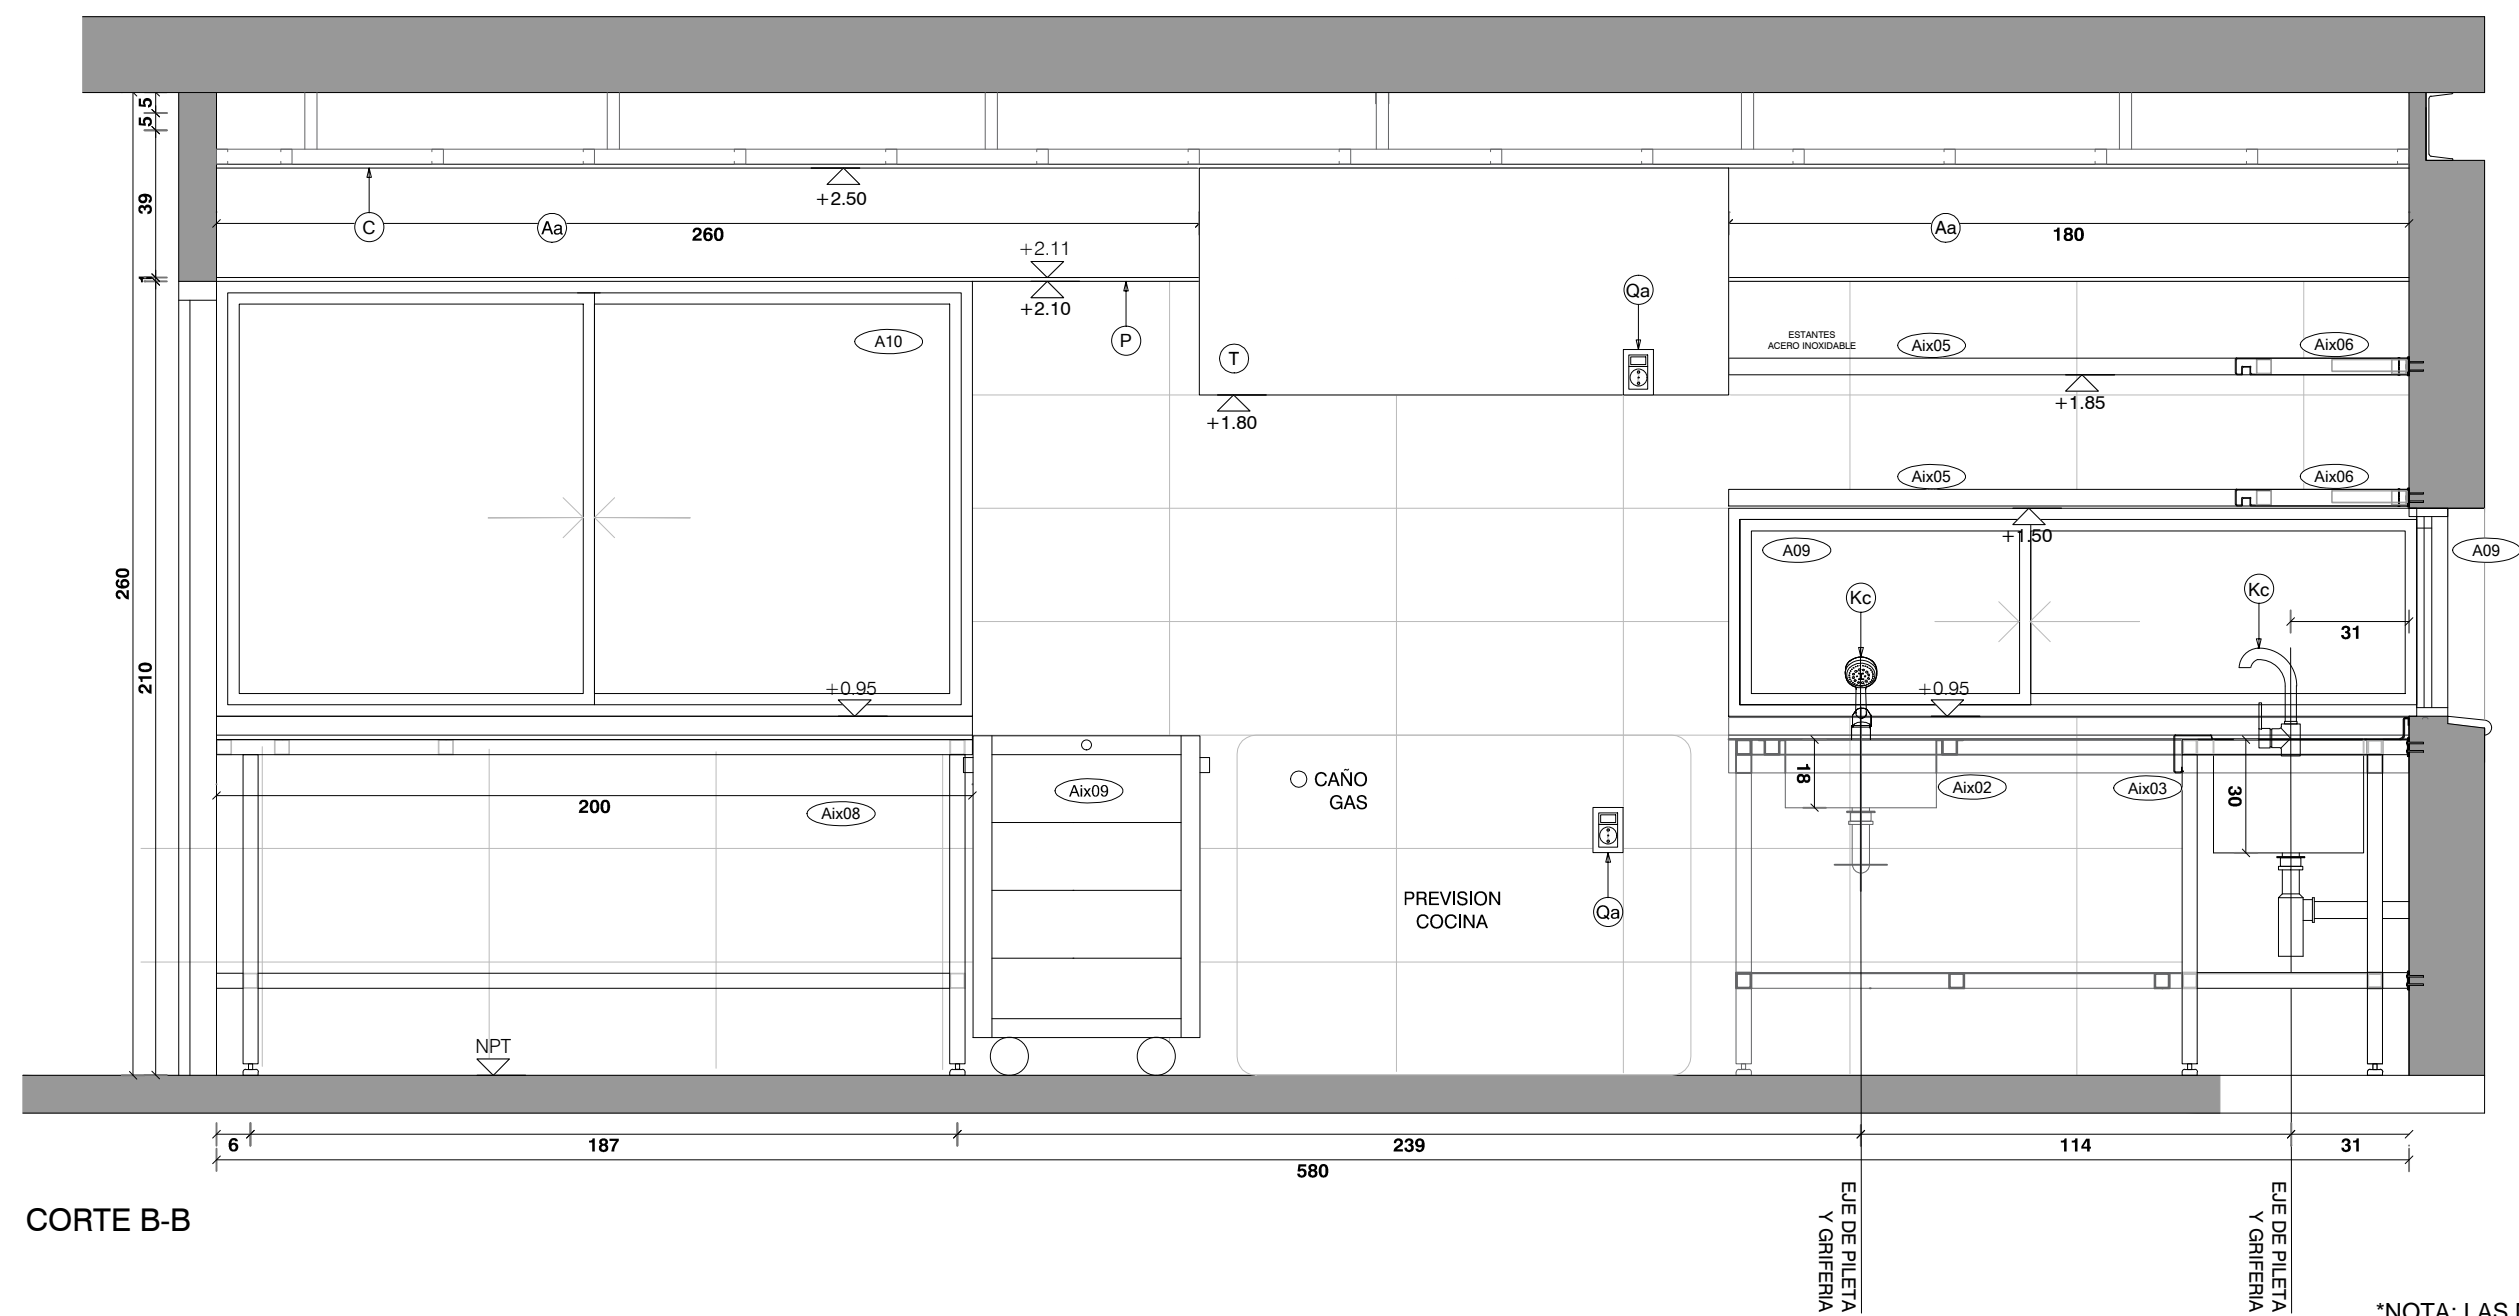 5
5
39
1
260
210
C
Aa
260
+2.50
+2.11
+2.10
P
T
+1.80
Qa
Aa
180
ESTANTES
ACERO INOXIDABLE
Aix05
Aix06
+1.85
Aix05
Aix06
A10
+1.50
A09
A09
Kc
Kc
31
+0.95
+0.95
200
Aix08
Aix09
CAÑO
GAS
PREVISION
COCINA
Qa
18
Aix02
Aix03
30
NPT
6
187
239
114
31
580
CORTE B-B
EJE DE PILETA
Y GRIFERIA
EJE DE PILETA
Y GRIFERIA
*NOTA: LAS